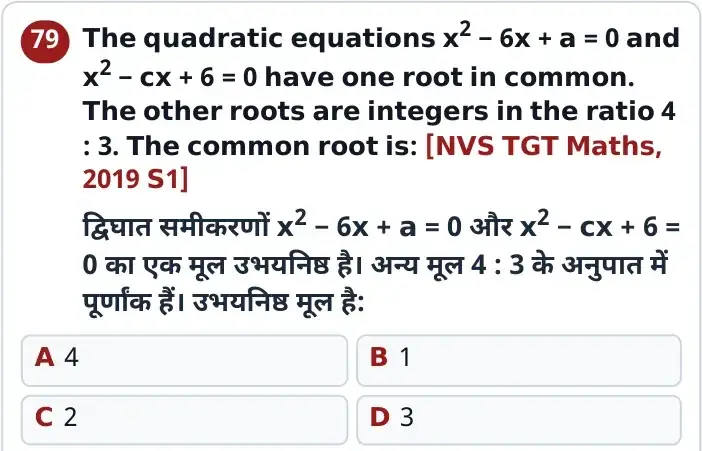 79 The quadratic equations x² – 6x + a = 0 and
x² – cx + 6 = 0 have one root in common.
The other roots are integers in the ratio 4
: 3. The common root is: [NVS TGT Maths,
2019 S1]
द्विघात समीकरणों x² – 6x + a = 0 और x² – cx + 6 =
0 का एक मूल उभयनिष्ठ है। अन्य मूल 4 : 3 के अनुपात में
पूर्णांक हैं। उभयनिष्ठ मूल है:
A 4
B 1
C 2
D 3